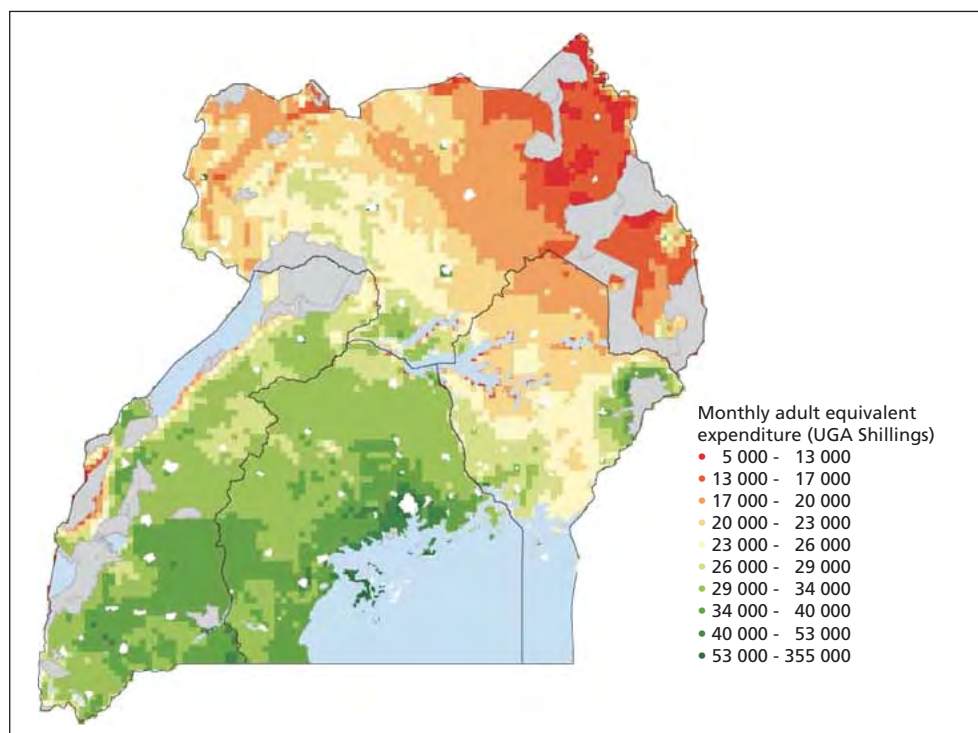 Monthly adult equivalent
expenditure (UGA Shillings)
5 000 - 13 000
13 000 - 17 000
17 000 - 20 000
20 000 - 23 000
23 000 - 26 000
26 000 - 29 000
29 000 - 34 000
34 000 - 40 000
40 000 - 53 000
53 000 - 355 000